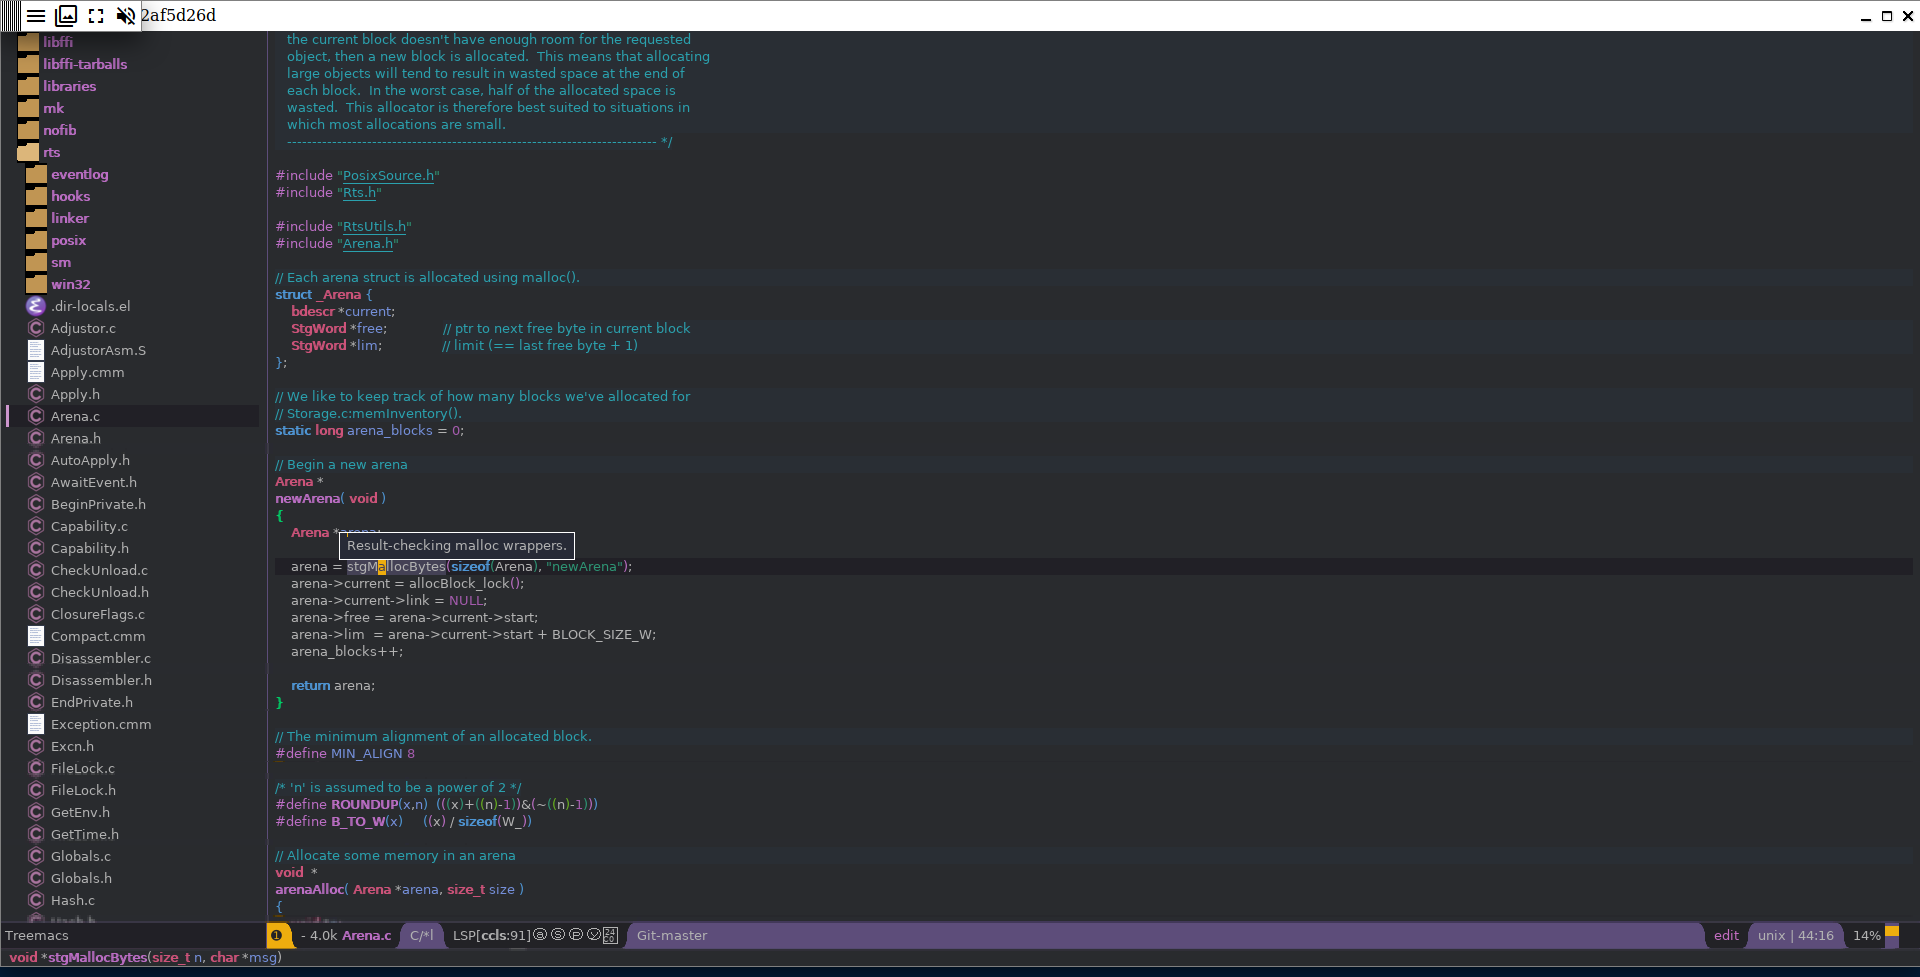 2af5d26d
libffi
libffi-tarballs
libraries
mk
nofib
rts
eventlog
hooks
linker
posix
sm
win32
.dir-locals.el
Adjustor.c
AdjustorAsm.S
Apply.cmm
Apply.h
Arena.c
Arena.h
AutoApply.h
AwaitEvent.h
BeginPrivate.h
Capability.c
Capability.h
CheckUnload.c
CheckUnload.h
ClosureFlags.c
Compact.cmm
Disassembler.c
Disassembler.h
EndPrivate.h
Exception.cmm
Excn.h
FileLock.c
FileLock.h
GetEnv.h
GetTime.h
Globals.c
Globals.h
Hash.c
Hash.h
the current block doesn't have enough room for the requested
object, then a new block is allocated.  This means that allocating
large objects will tend to result in wasted space at the end of
each block.  In the worst case, half of the allocated space is
wasted.  This allocator is therefore best suited to situations in
which most allocations are small.
-------------------------------------------------------------------------- */
#include "PosixSource.h"
#include "Rts.h"
#include "RtsUtils.h"
#include "Arena.h"
// Each arena struct is allocated using malloc().
struct _Arena {
    bdescr *current;
    StgWord *free;              // ptr to next free byte in current block
    StgWord *lim;               // limit (== last free byte + 1)
};
// We like to keep track of how many blocks we've allocated for
// Storage.c:memInventory().
static long arena_blocks = 0;
// Begin a new arena
Arena *
newArena( void )
{
    Arena *arena;
Result-checking malloc wrappers.
    arena = stgMallocBytes(sizeof(Arena), "newArena");
    arena->current = allocBlock_lock();
    arena->current->link = NULL;
    arena->free = arena->current->start;
    arena->lim  = arena->current->start + BLOCK_SIZE_W;
    arena_blocks++;
    return arena;
}
// The minimum alignment of an allocated block.
#define MIN_ALIGN 8
/* 'n' is assumed to be a power of 2 */
#define ROUNDUP(x,n)  (((x)+((n)-1))&(~((n)-1)))
#define B_TO_W(x)     ((x) / sizeof(W_))
// Allocate some memory in an arena
void  *
arenaAlloc( Arena *arena, size_t size )
{
Treemacs
❶ - 4.0k Arena.c C/*l LSP[ccls:91] ⓐ Ⓢ ⓟ ⓨ Git-master edit unix | 44:16 14%
void *stgMallocBytes(size_t n, char *msg)